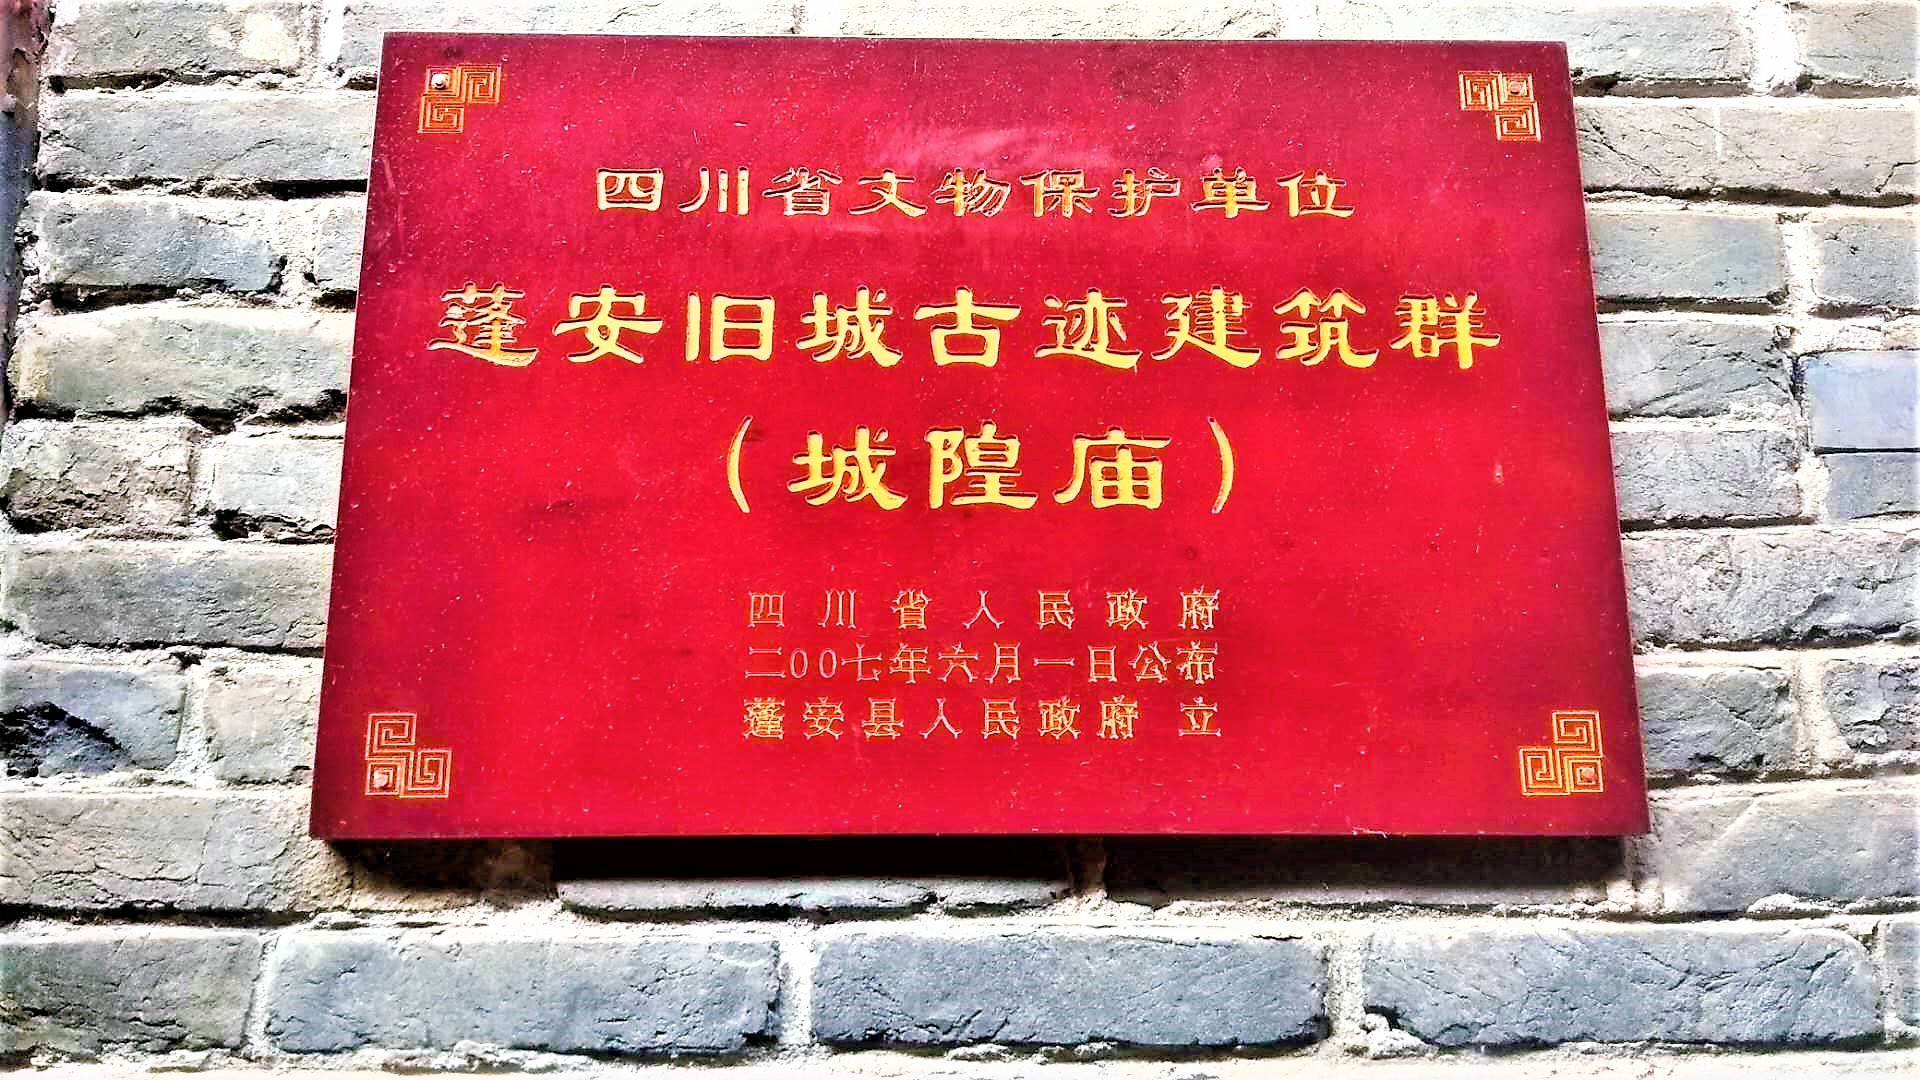 四川省文物保护单位
蓬安旧城古迹建筑群
（城隍庙）
四川省人民政府
二00七年六月一日公布
蓬安县人民政府 立